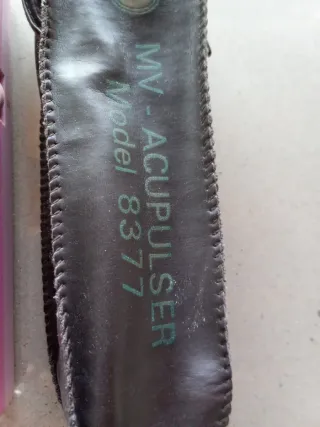 MV - ACUPULSER
Model 8377